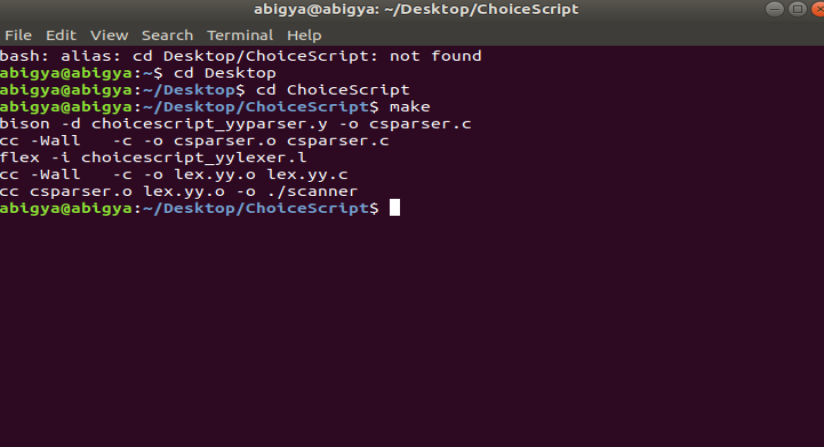 abigya@abigya: ~/Desktop/ChoiceScript
File Edit View Search Terminal Help
bash: alias: cd Desktop/ChoiceScript: not found
abigya@abigya:~$ cd Desktop
abigya@abigya:~/Desktop$ cd ChoiceScript
abigya@abigya:~/Desktop/ChoiceScript$ make
bison -d choicescript_yyparser.y -o csparser.c
cc -Wall   -c -o csparser.o csparser.c
flex -i choicescript_yylexer.l
cc -Wall   -c -o lex.yy.o lex.yy.c
cc csparser.o lex.yy.o -o ./scanner
abigya@abigya:~/Desktop/ChoiceScript$